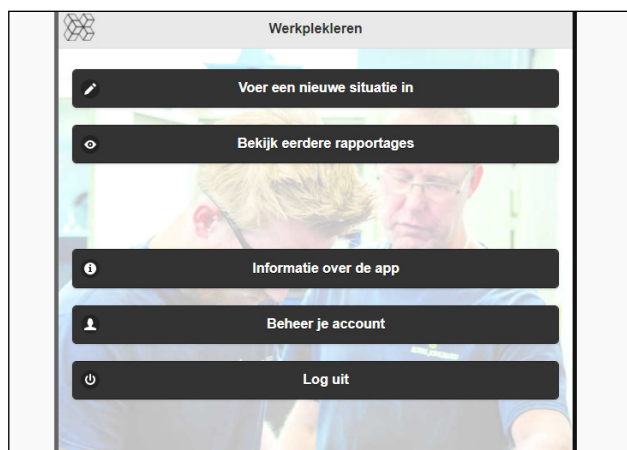 Werkplekleren
Voer een nieuwe situatie in
Bekijk eerdere rapportages
Informatie over de app
Beheer je account
Log uit